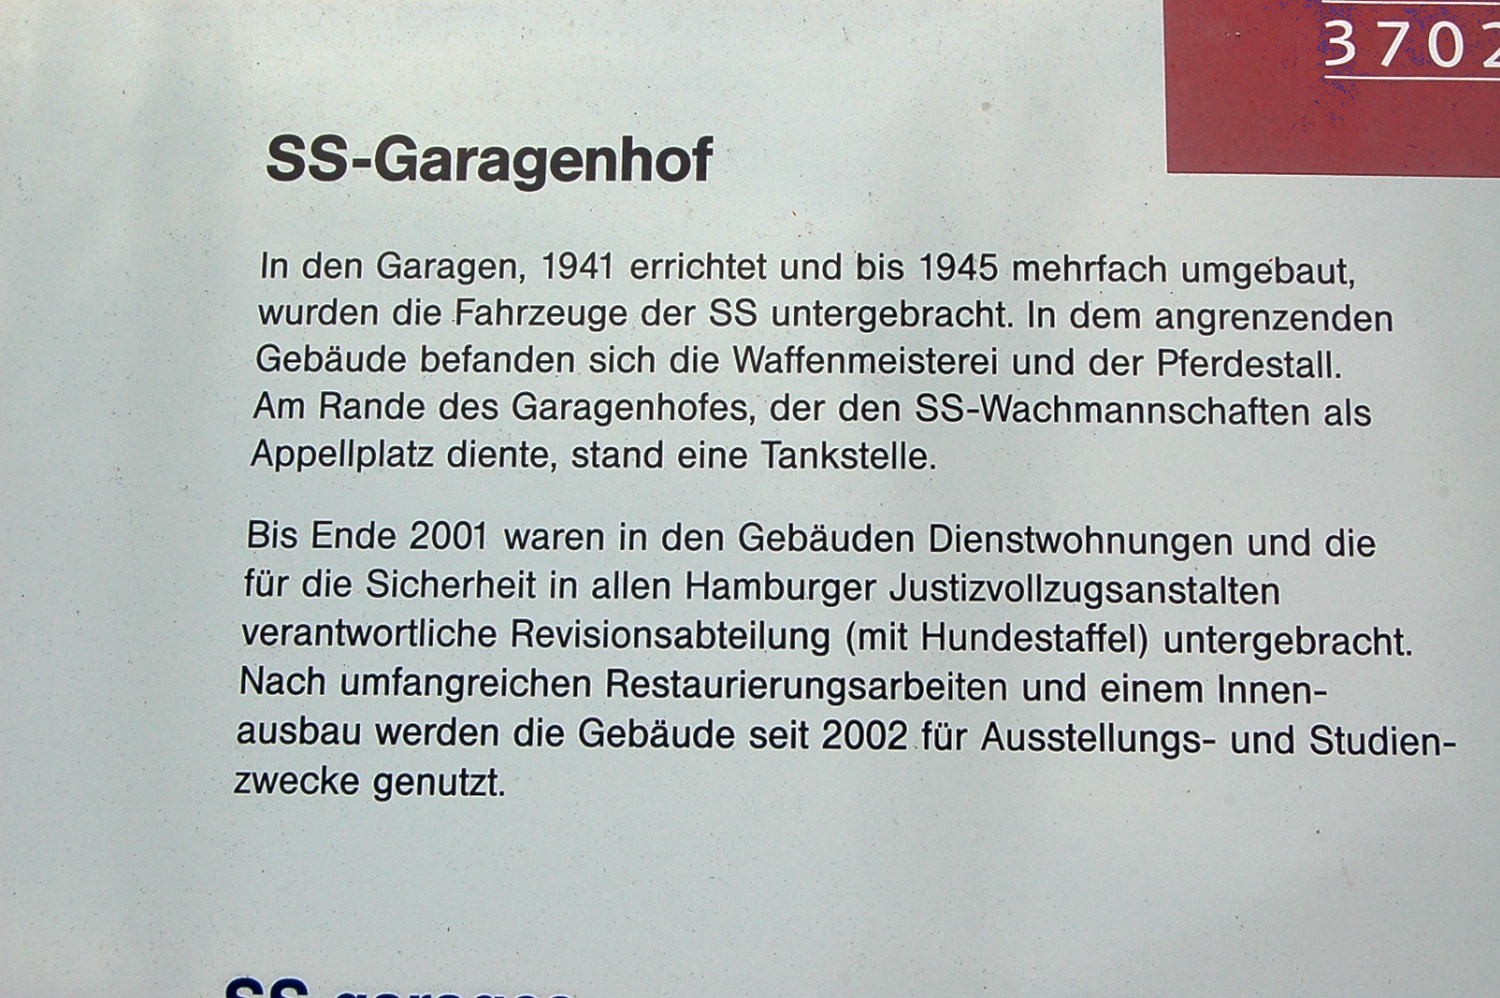 3702
SS-Garagenhof
In den Garagen, 1941 errichtet und bis 1945 mehrfach umgebaut,
wurden die Fahrzeuge der SS untergebracht. In dem angrenzenden
Gebäude befanden sich die Waffenmeisterei und der Pferdestall.
Am Rande des Garagenhofes, der den SS-Wachmannschaften als
Appellplatz diente, stand eine Tankstelle.
Bis Ende 2001 waren in den Gebäuden Dienstwohnungen und die
für die Sicherheit in allen Hamburger Justizvollzugsanstalten
verantwortliche Revisionsabteilung (mit Hundestaffel) untergebracht.
Nach umfangreichen Restaurierungsarbeiten und einem Innen-
ausbau werden die Gebäude seit 2002 für Ausstellungs- und Studien-
zwecke genutzt.
SS garages